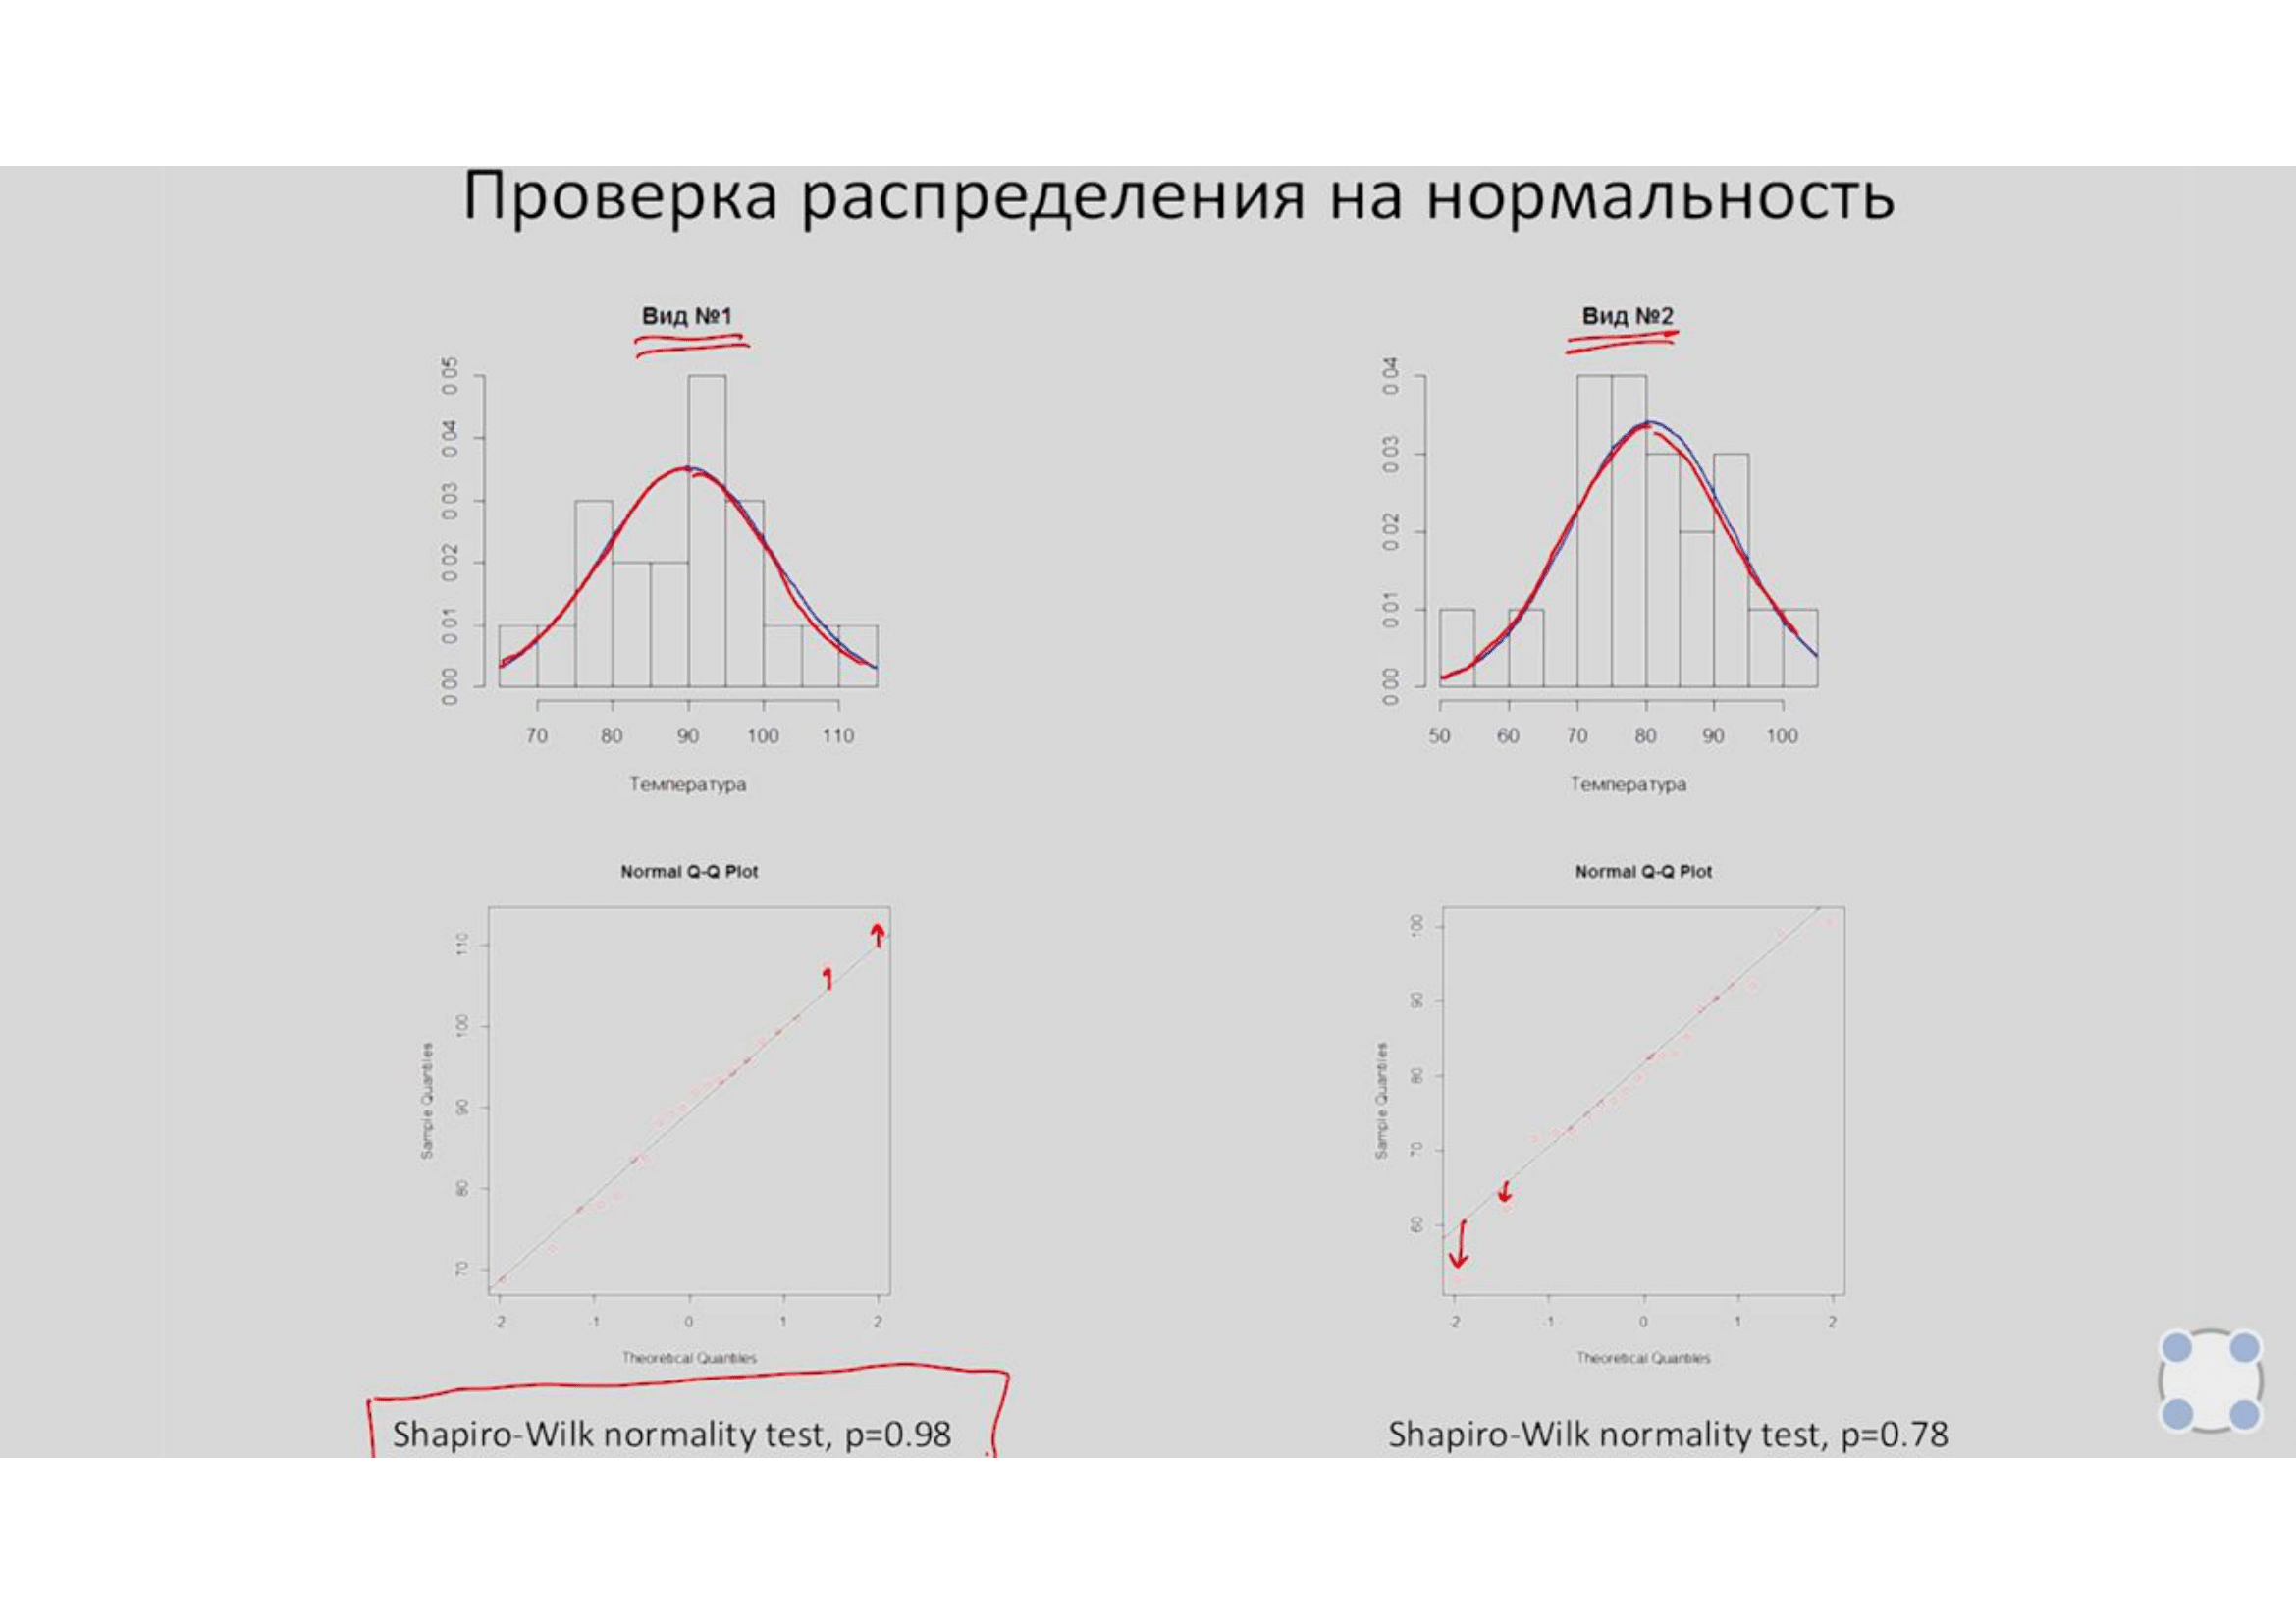 Проверка распределения на нормальность
Вид №1
0.00 0.01 0.02 0.03 0.04 0.05
70 80 90 100 110
Температура
Вид №2
0.00 0.01 0.02 0.03 0.04
50 60 70 80 90 100
Температура
Normal Q-Q Plot
Sample Quantiles
70 80 90 100 110
-2 -1 0 1 2
Theoretical Quantiles
Normal Q-Q Plot
Sample Quantiles
60 70 80 90 100
-2 -1 0 1 2
Theoretical Quantiles
Shapiro-Wilk normality test, p=0.98
Shapiro-Wilk normality test, p=0.78